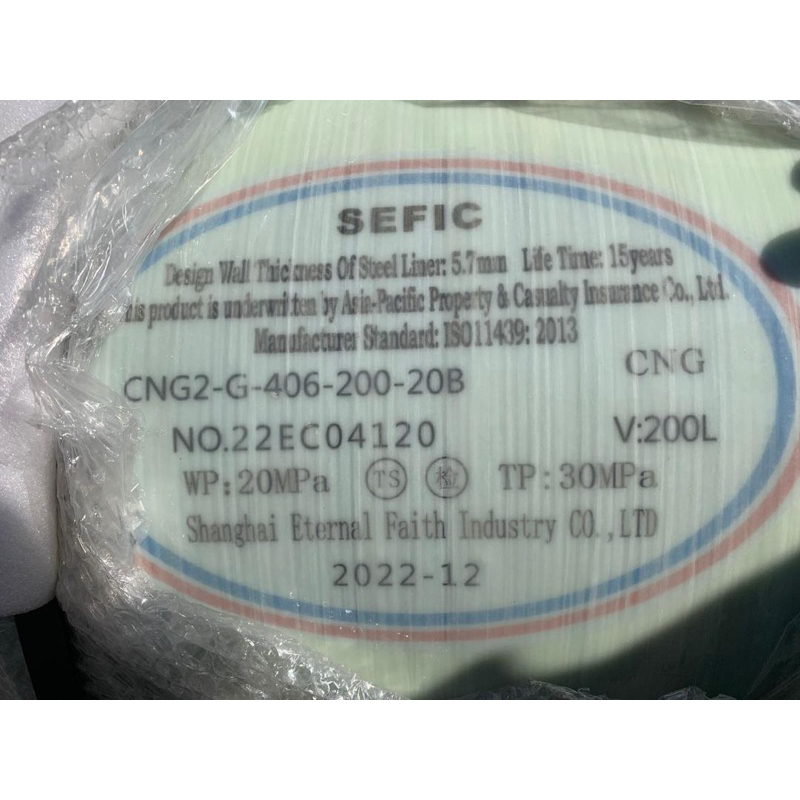 SEFIC
Design Wall Thickness Of Steel Liner: 5.7mm Life Time: 15years
his product is underwritten by Asia-Pacific Property & Casualty Insurance Co., Ltd.
Manufacturer Standard: ISO11439: 2013
CNG2-G-406-200-20B CNG
NO.22EC04120 V:200L
WP:20MPa TS 检 TP:30MPa
Shanghai Eternal Faith Industry CO.,LTD
2022-12